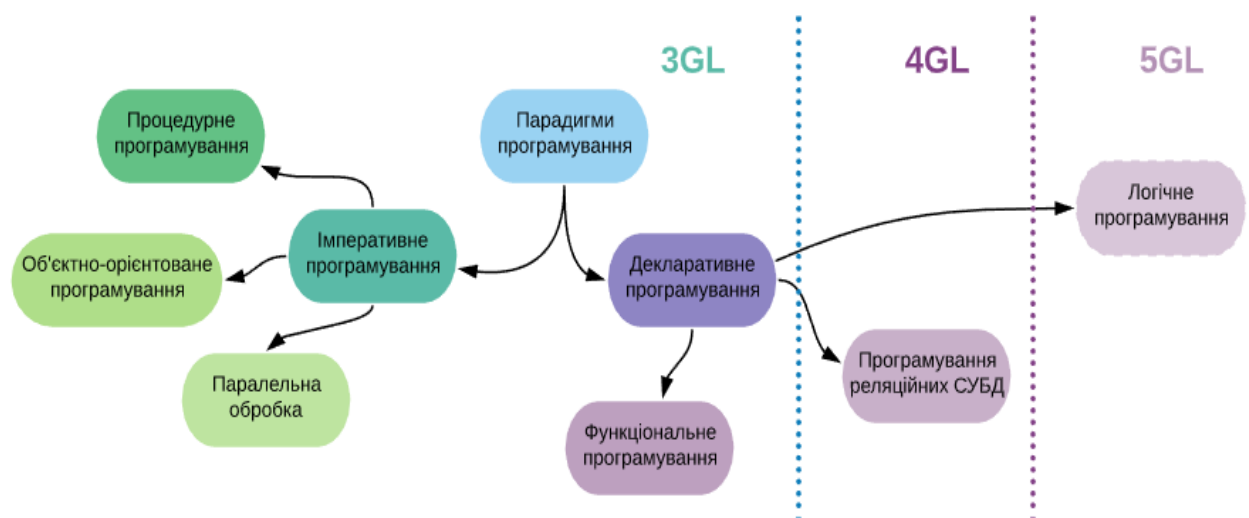 3GL
4GL
5GL
Процедурне
програмування
Парадигми
програмування
Логічне
програмування
Імперативне
програмування
Об'єктно-орієнтоване
програмування
Декларативне
програмування
Програмування
реляційних СУБД
Паралельна
обробка
Функціональне
програмування